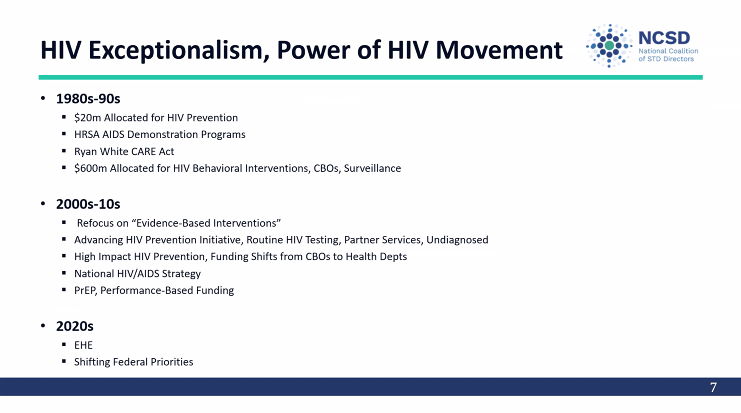 HIV Exceptionalism, Power of HIV Movement
NCSD
National Coalition
of STD Directors
• 1980s-90s
▪ $20m Allocated for HIV Prevention
▪ HRSA AIDS Demonstration Programs
▪ Ryan White CARE Act
▪ $600m Allocated for HIV Behavioral Interventions, CBOs, Surveillance
• 2000s-10s
▪ Refocus on “Evidence-Based Interventions”
▪ Advancing HIV Prevention Initiative, Routine HIV Testing, Partner Services, Undiagnosed
▪ High Impact HIV Prevention, Funding Shifts from CBOs to Health Depts
▪ National HIV/AIDS Strategy
▪ PrEP, Performance-Based Funding
• 2020s
▪ EHE
▪ Shifting Federal Priorities
7